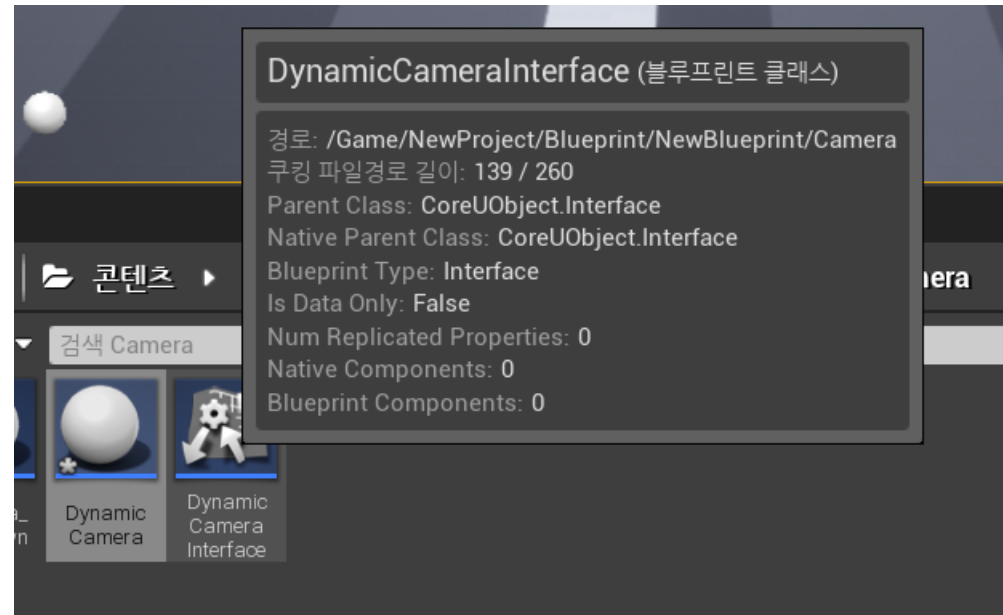 DynamicCameraInterface (블루프린트 클래스)
경로: /Game/NewProject/Blueprint/NewBlueprint/Camera
쿠킹 파일경로 길이: 139 / 260
Parent Class: CoreUObject.Interface
Native Parent Class: CoreUObject.Interface
Blueprint Type: Interface
Is Data Only: False
Num Replicated Properties: 0
Native Components: 0
Blueprint Components: 0
콘텐츠
검색 Camera
Dynamic
Camera
Dynamic
Camera
Interface